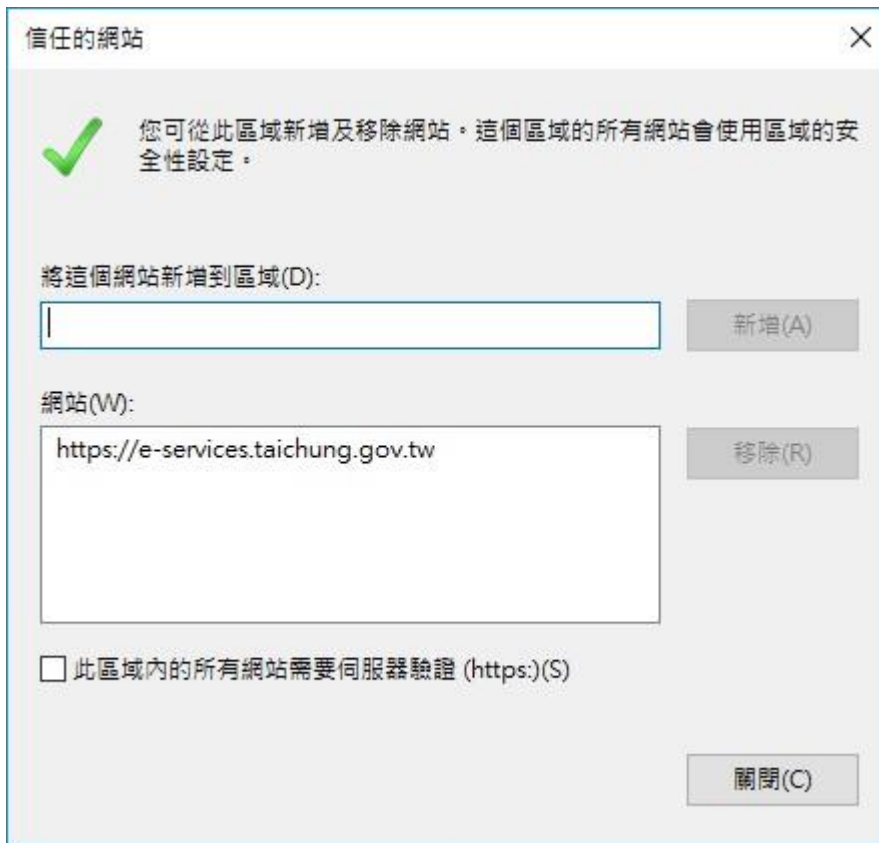 信任的網站
您可從此區域新增及移除網站。這個區域的所有網站會使用區域的安
全性設定。
將這個網站新增到區域(D):
新增(A)
網站(W):
https://e-services.taichung.gov.tw
移除(R)
此區域內的所有網站需要伺服器驗證 (https:)(S)
關閉(C)